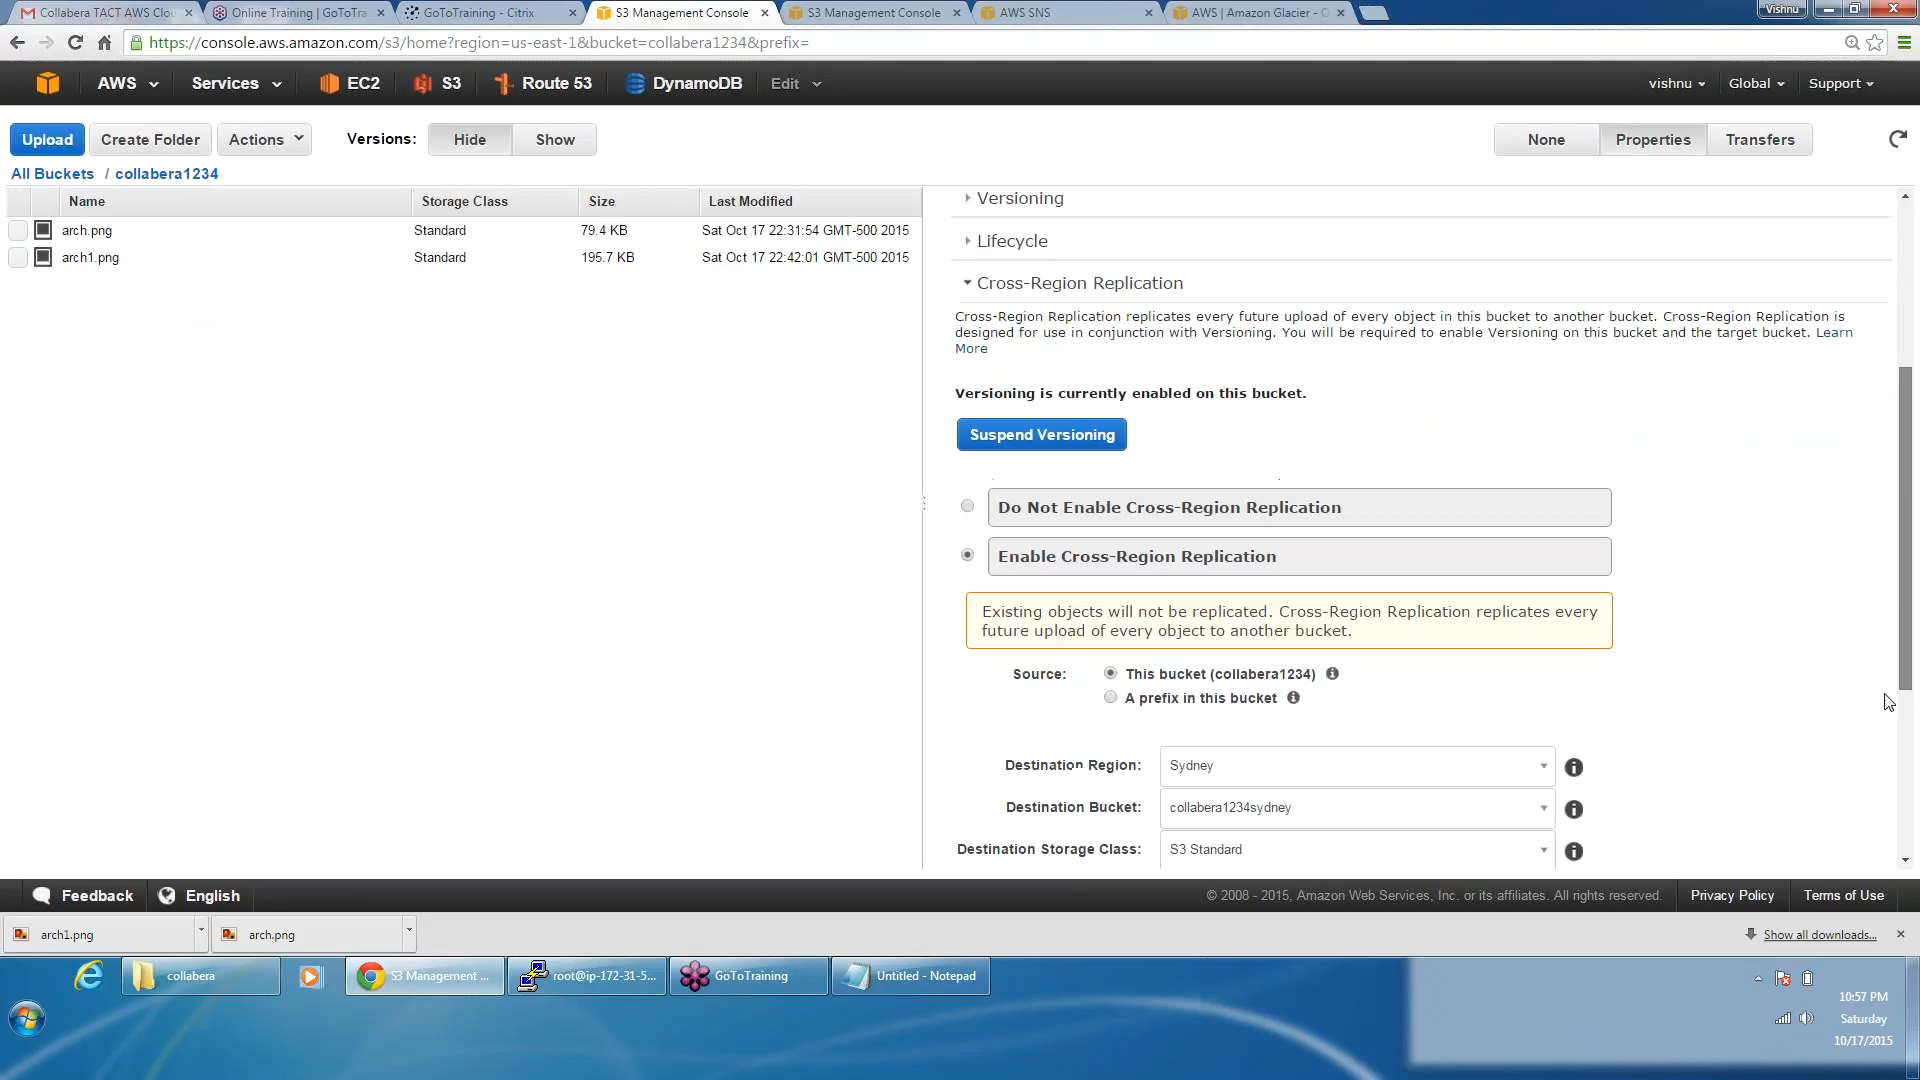 Collabera TACT AWS Clou
Online Training | GoToTra
GoToTraining - Citrix
S3 Management Console
S3 Management Console
AWS SNS
AWS | Amazon Glacier - O
Vishnu
https://console.aws.amazon.com/s3/home?region=us-east-1&bucket=collabera1234&prefix=
AWS
Services
EC2
S3
Route 53
DynamoDB
Edit
vishnu
Global
Support
Upload
Create Folder
Actions
Versions:
Hide
Show
None
Properties
Transfers
All Buckets / collabera1234
Name
Storage Class
Size
Last Modified
arch.png
Standard
79.4 KB
Sat Oct 17 22:31:54 GMT-500 2015
arch1.png
Standard
195.7 KB
Sat Oct 17 22:42:01 GMT-500 2015
Versioning
Lifecycle
Cross-Region Replication
Cross-Region Replication replicates every future upload of every object in this bucket to another bucket. Cross-Region Replication is
designed for use in conjunction with Versioning. You will be required to enable Versioning on this bucket and the target bucket. Learn
More
Versioning is currently enabled on this bucket.
Suspend Versioning
Do Not Enable Cross-Region Replication
Enable Cross-Region Replication
Existing objects will not be replicated. Cross-Region Replication replicates every
future upload of every object to another bucket.
Source:
This bucket (collabera1234)
A prefix in this bucket
Destination Region:
Sydney
Destination Bucket:
collabera1234sydney
Destination Storage Class:
S3 Standard
Feedback
English
© 2008 - 2015, Amazon Web Services, Inc. or its affiliates. All rights reserved.
Privacy Policy
Terms of Use
arch1.png
arch.png
Show all downloads...
collabera
S3 Management ...
root@ip-172-31-5...
GoToTraining
Untitled - Notepad
10:57 PM
Saturday
10/17/2015